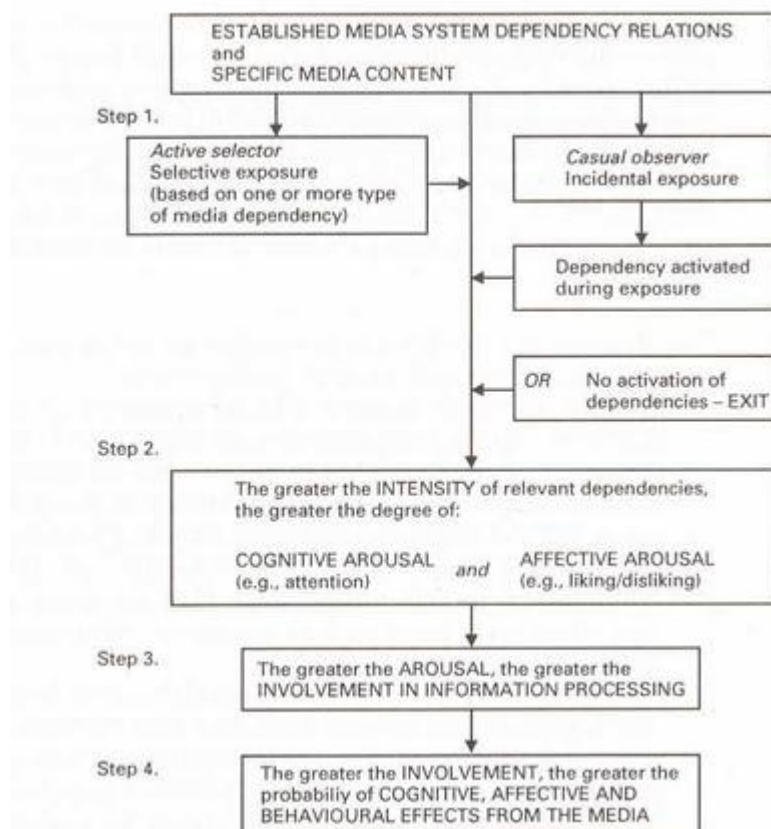 ESTABLISHED MEDIA SYSTEM DEPENDENCY RELATIONS
and
SPECIFIC MEDIA CONTENT
Step 1.
Active selector
Selective exposure
(based on one or more type
of media dependency)
Casual observer
Incidental exposure
Dependency activated
during exposure
OR No activation of
dependencies – EXIT
Step 2.
The greater the INTENSITY of relevant dependencies,
the greater the degree of:
COGNITIVE AROUSAL and AFFECTIVE AROUSAL
(e.g., attention) (e.g., liking/disliking)
Step 3.
The greater the AROUSAL, the greater the
INVOLVEMENT IN INFORMATION PROCESSING
Step 4.
The greater the INVOLVEMENT, the greater the
probabiliy of COGNITIVE, AFFECTIVE AND
BEHAVIOURAL EFFECTS FROM THE MEDIA